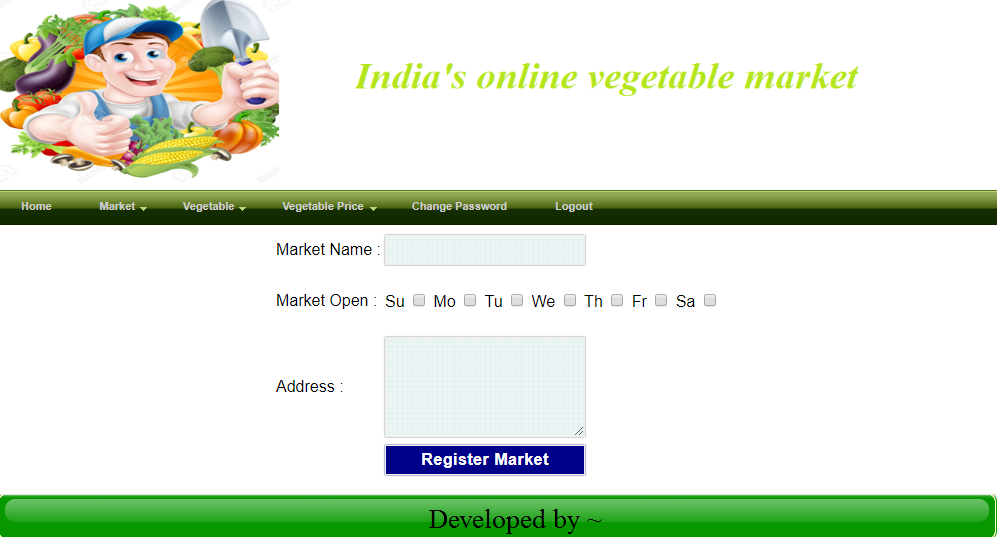 India's online vegetable market
Home Market Vegetable Vegetable Price Change Password Logout
Market Name :
Market Open : Su Mo Tu We Th Fr Sa
Address :
Register Market
Developed by ~